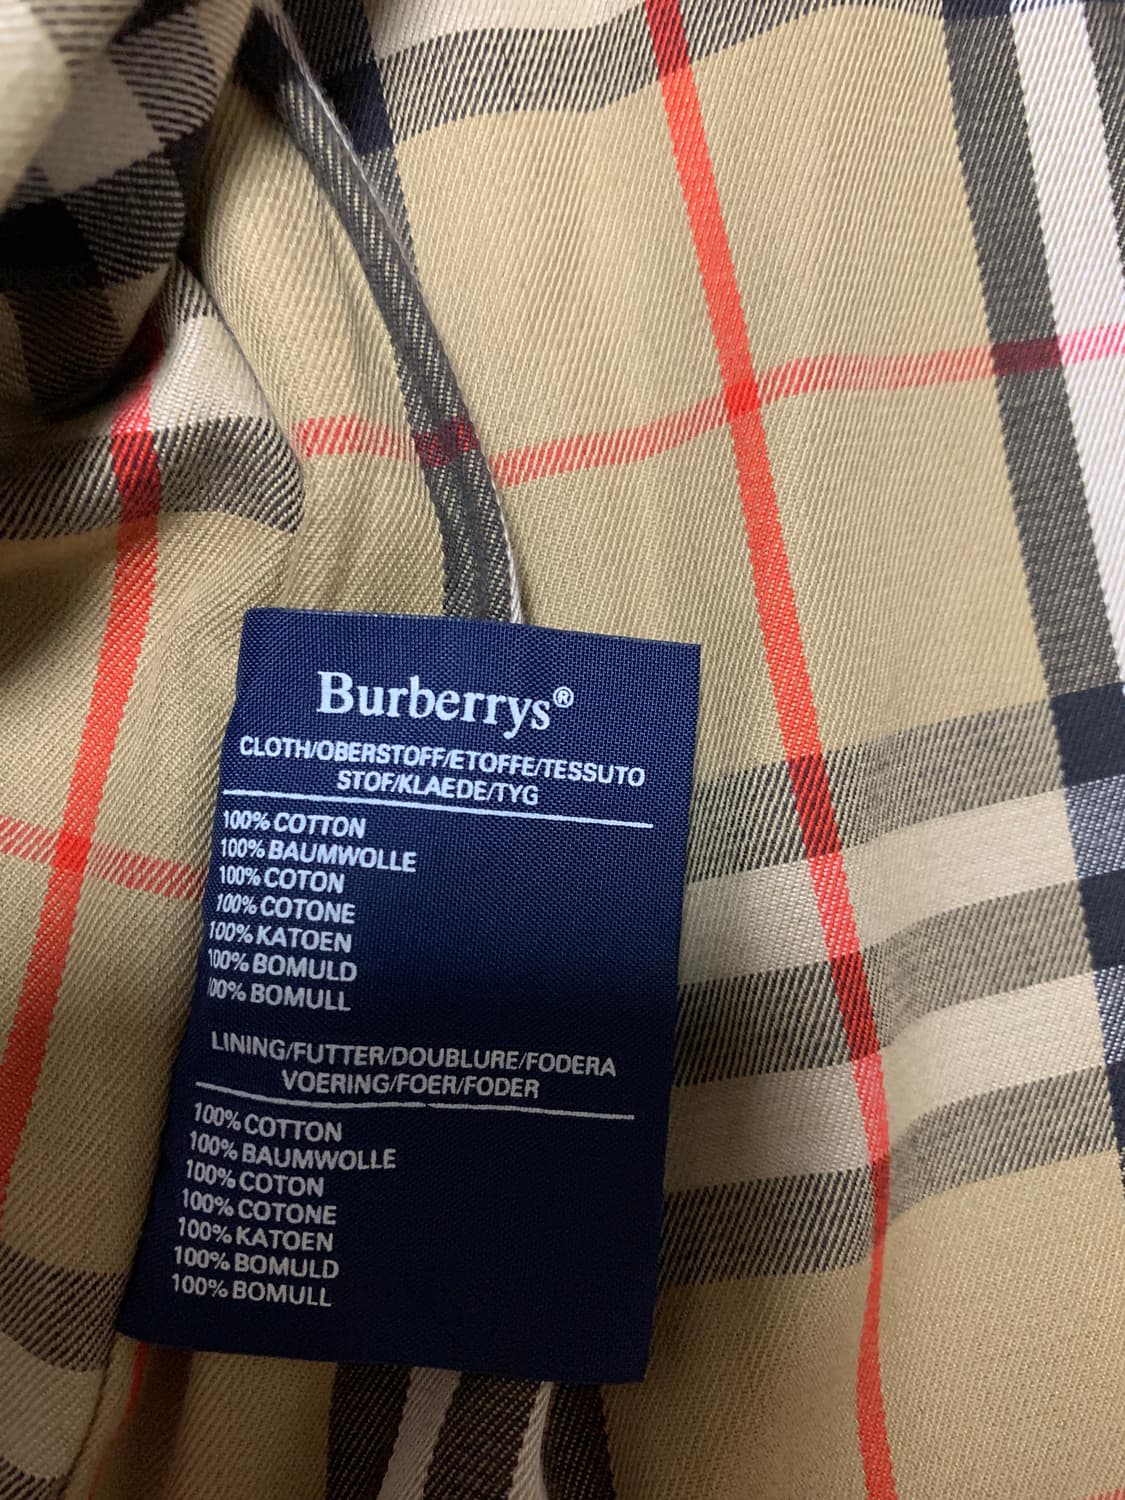 Burberrys®
CLOTH/OBERSTOFF/ETOFFE/TESSUTO
STOF/KLAEDE/TYG
100% COTTON
100% BAUMWOLLE
100% COTON
100% COTONE
100% KATOEN
100% BOMULD
100% BOMULL
LINING/FUTTER/DOUBLURE/FODERA
VOERING/FOER/FODER
100% COTTON
100% BAUMWOLLE
100% COTON
100% COTONE
100% KATOEN
100% BOMULD
100% BOMULL